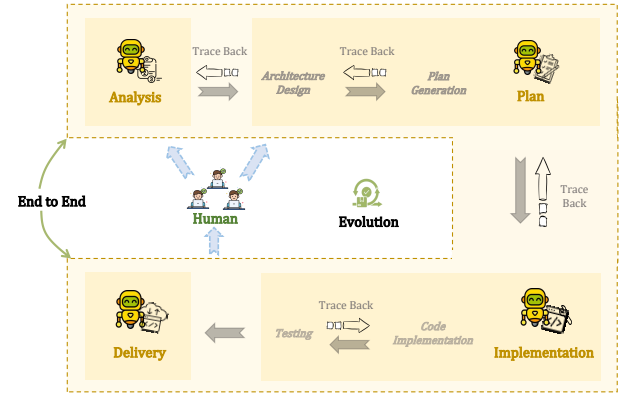 Trace Back
Trace Back
Architecture
Design
Plan
Generation
Analysis
Plan
End to End
Human
Evolution
Trace
Back
Trace Back
Testing
Code
Implementation
Delivery
Implementation